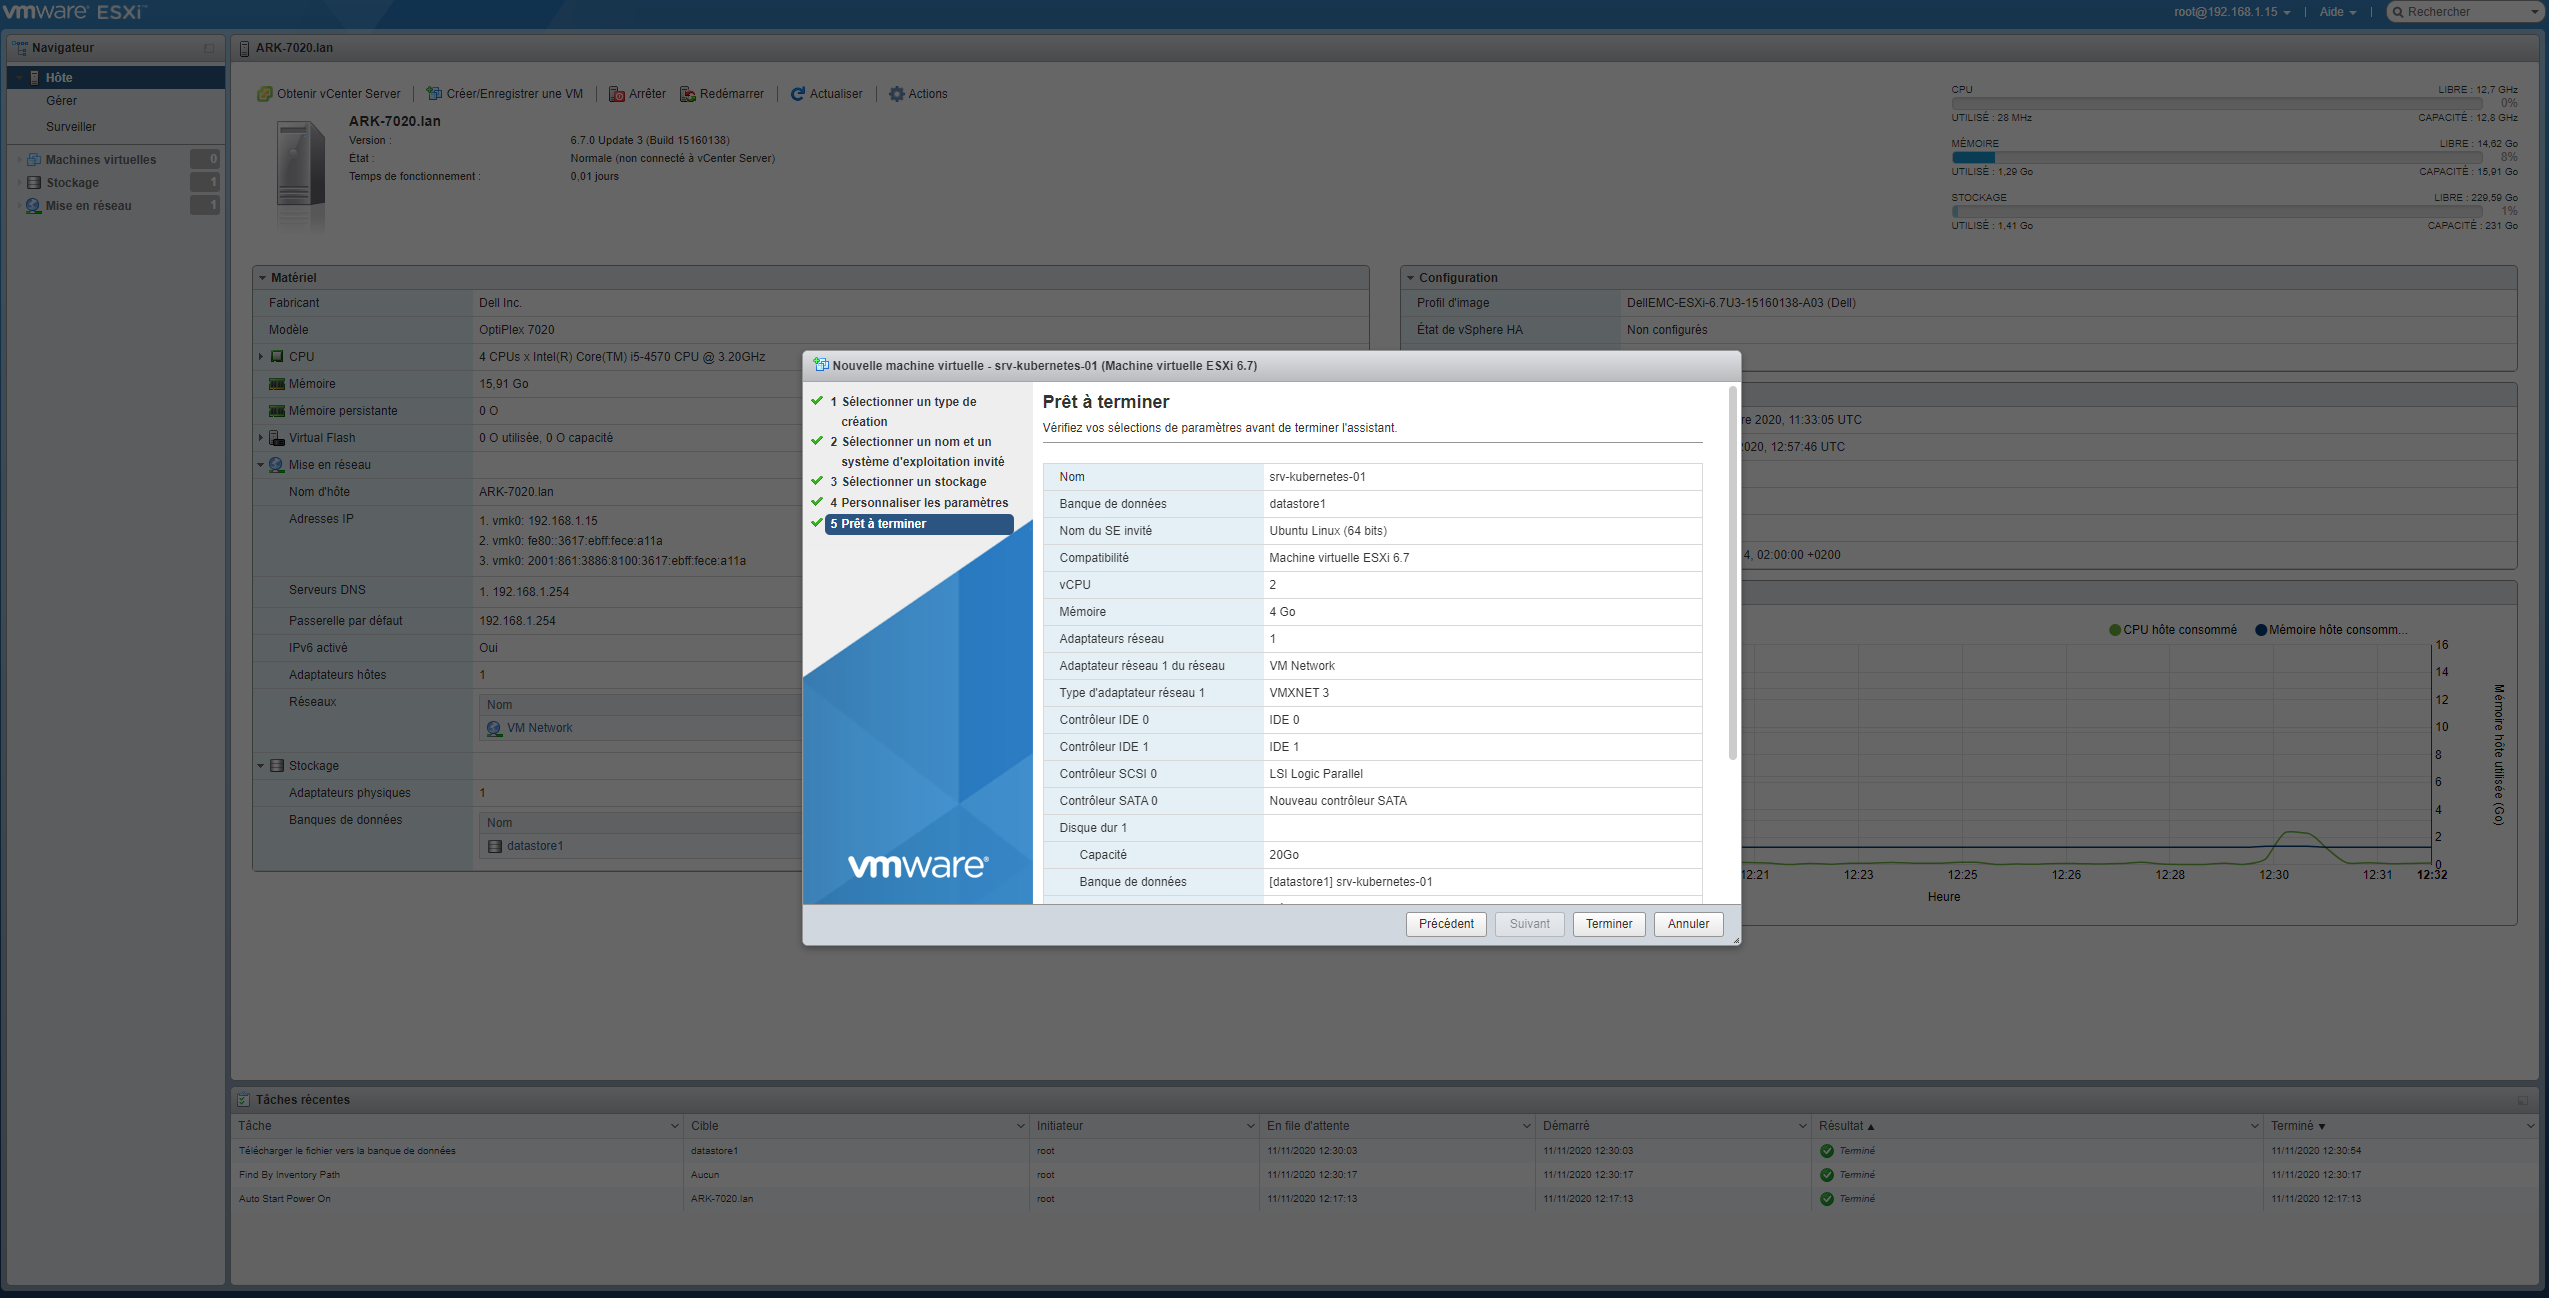 vmware ESXi
root@192.168.1.15 | Aide | Rechercher
Navigateur
Hôte
Gérer
Surveiller
Machines virtuelles 0
Stockage 1
Mise en réseau 1
ARK-7020.lan
Obtenir vCenter Server | Créer/Enregistrer une VM | Arrêter Redémarrer | Actualiser | Actions
ARK-7020.lan
Version : 6.7.0 Update 3 (Build 15160138)
État : Normale (non connecté à vCenter Server)
Temps de fonctionnement : 0,01 jours
CPU LIBRE : 12,7 GHz
0%
UTILISÉ : 28 MHz CAPACITÉ : 12,8 GHz
MÉMOIRE LIBRE : 14,62 Go
8%
UTILISÉ : 1,29 Go CAPACITÉ : 15,91 Go
STOCKAGE LIBRE : 229,59 Go
1%
UTILISÉ : 1,41 Go CAPACITÉ : 231 Go
Matériel
Fabricant Dell Inc.
Modèle OptiPlex 7020
CPU 4 CPUs x Intel(R) Core(TM) i5-4570 CPU @ 3.20GHz
Mémoire 15,91 Go
Mémoire persistante 0 O
Virtual Flash 0 O utilisée, 0 O capacité
Mise en réseau
Nom d'hôte ARK-7020.lan
Adresses IP 1. vmk0: 192.168.1.15
2. vmk0: fe80::3617:ebff:fece:a11a
3. vmk0: 2001:861:3886:8100:3617:ebff:fece:a11a
Serveurs DNS 1. 192.168.1.254
Passerelle par défaut 192.168.1.254
IPv6 activé Oui
Adaptateurs hôtes 1
Réseaux Nom
VM Network
Stockage
Adaptateurs physiques 1
Banques de données Nom
datastore1
Configuration
Profil d'image DellEMC-ESXi-6.7U3-15160138-A03 (Dell)
État de vSphere HA Non configurés
re 2020, 11:33:05 UTC
2020, 12:57:46 UTC
4, 02:00:00 +0200
CPU hôte consommé Mémoire hôte consomm...
16
14
12
10
8
6
4
2
0
Mémoire hôte utilisée (Go)
12:21 12:23 12:25 12:26 12:28 12:30 12:31 12:32
Heure
Nouvelle machine virtuelle - srv-kubernetes-01 (Machine virtuelle ESXi 6.7)
1 Sélectionner un type de
création
2 Sélectionner un nom et un
système d'exploitation invité
3 Sélectionner un stockage
4 Personnaliser les paramètres
5 Prêt à terminer
vmware
Prêt à terminer
Vérifiez vos sélections de paramètres avant de terminer l'assistant.
Nom srv-kubernetes-01
Banque de données datastore1
Nom du SE invité Ubuntu Linux (64 bits)
Compatibilité Machine virtuelle ESXi 6.7
vCPU 2
Mémoire 4 Go
Adaptateurs réseau 1
Adaptateur réseau 1 du réseau VM Network
Type d'adaptateur réseau 1 VMXNET 3
Contrôleur IDE 0 IDE 0
Contrôleur IDE 1 IDE 1
Contrôleur SCSI 0 LSI Logic Parallel
Contrôleur SATA 0 Nouveau contrôleur SATA
Disque dur 1
Capacité 20Go
Banque de données [datastore1] srv-kubernetes-01
Précédent Suivant Terminer Annuler
Tâches récentes
Tâche Cible Initiateur En file d'attente Démarré Résultat ▲ Terminé ▼
Télécharger le fichier vers la banque de données datastore1 root 11/11/2020 12:30:03 11/11/2020 12:30:03 Terminé 11/11/2020 12:30:54
Find By Inventory Path Aucun root 11/11/2020 12:30:17 11/11/2020 12:30:17 Terminé 11/11/2020 12:30:17
Auto Start Power On ARK-7020.lan root 11/11/2020 12:17:13 11/11/2020 12:17:13 Terminé 11/11/2020 12:17:13